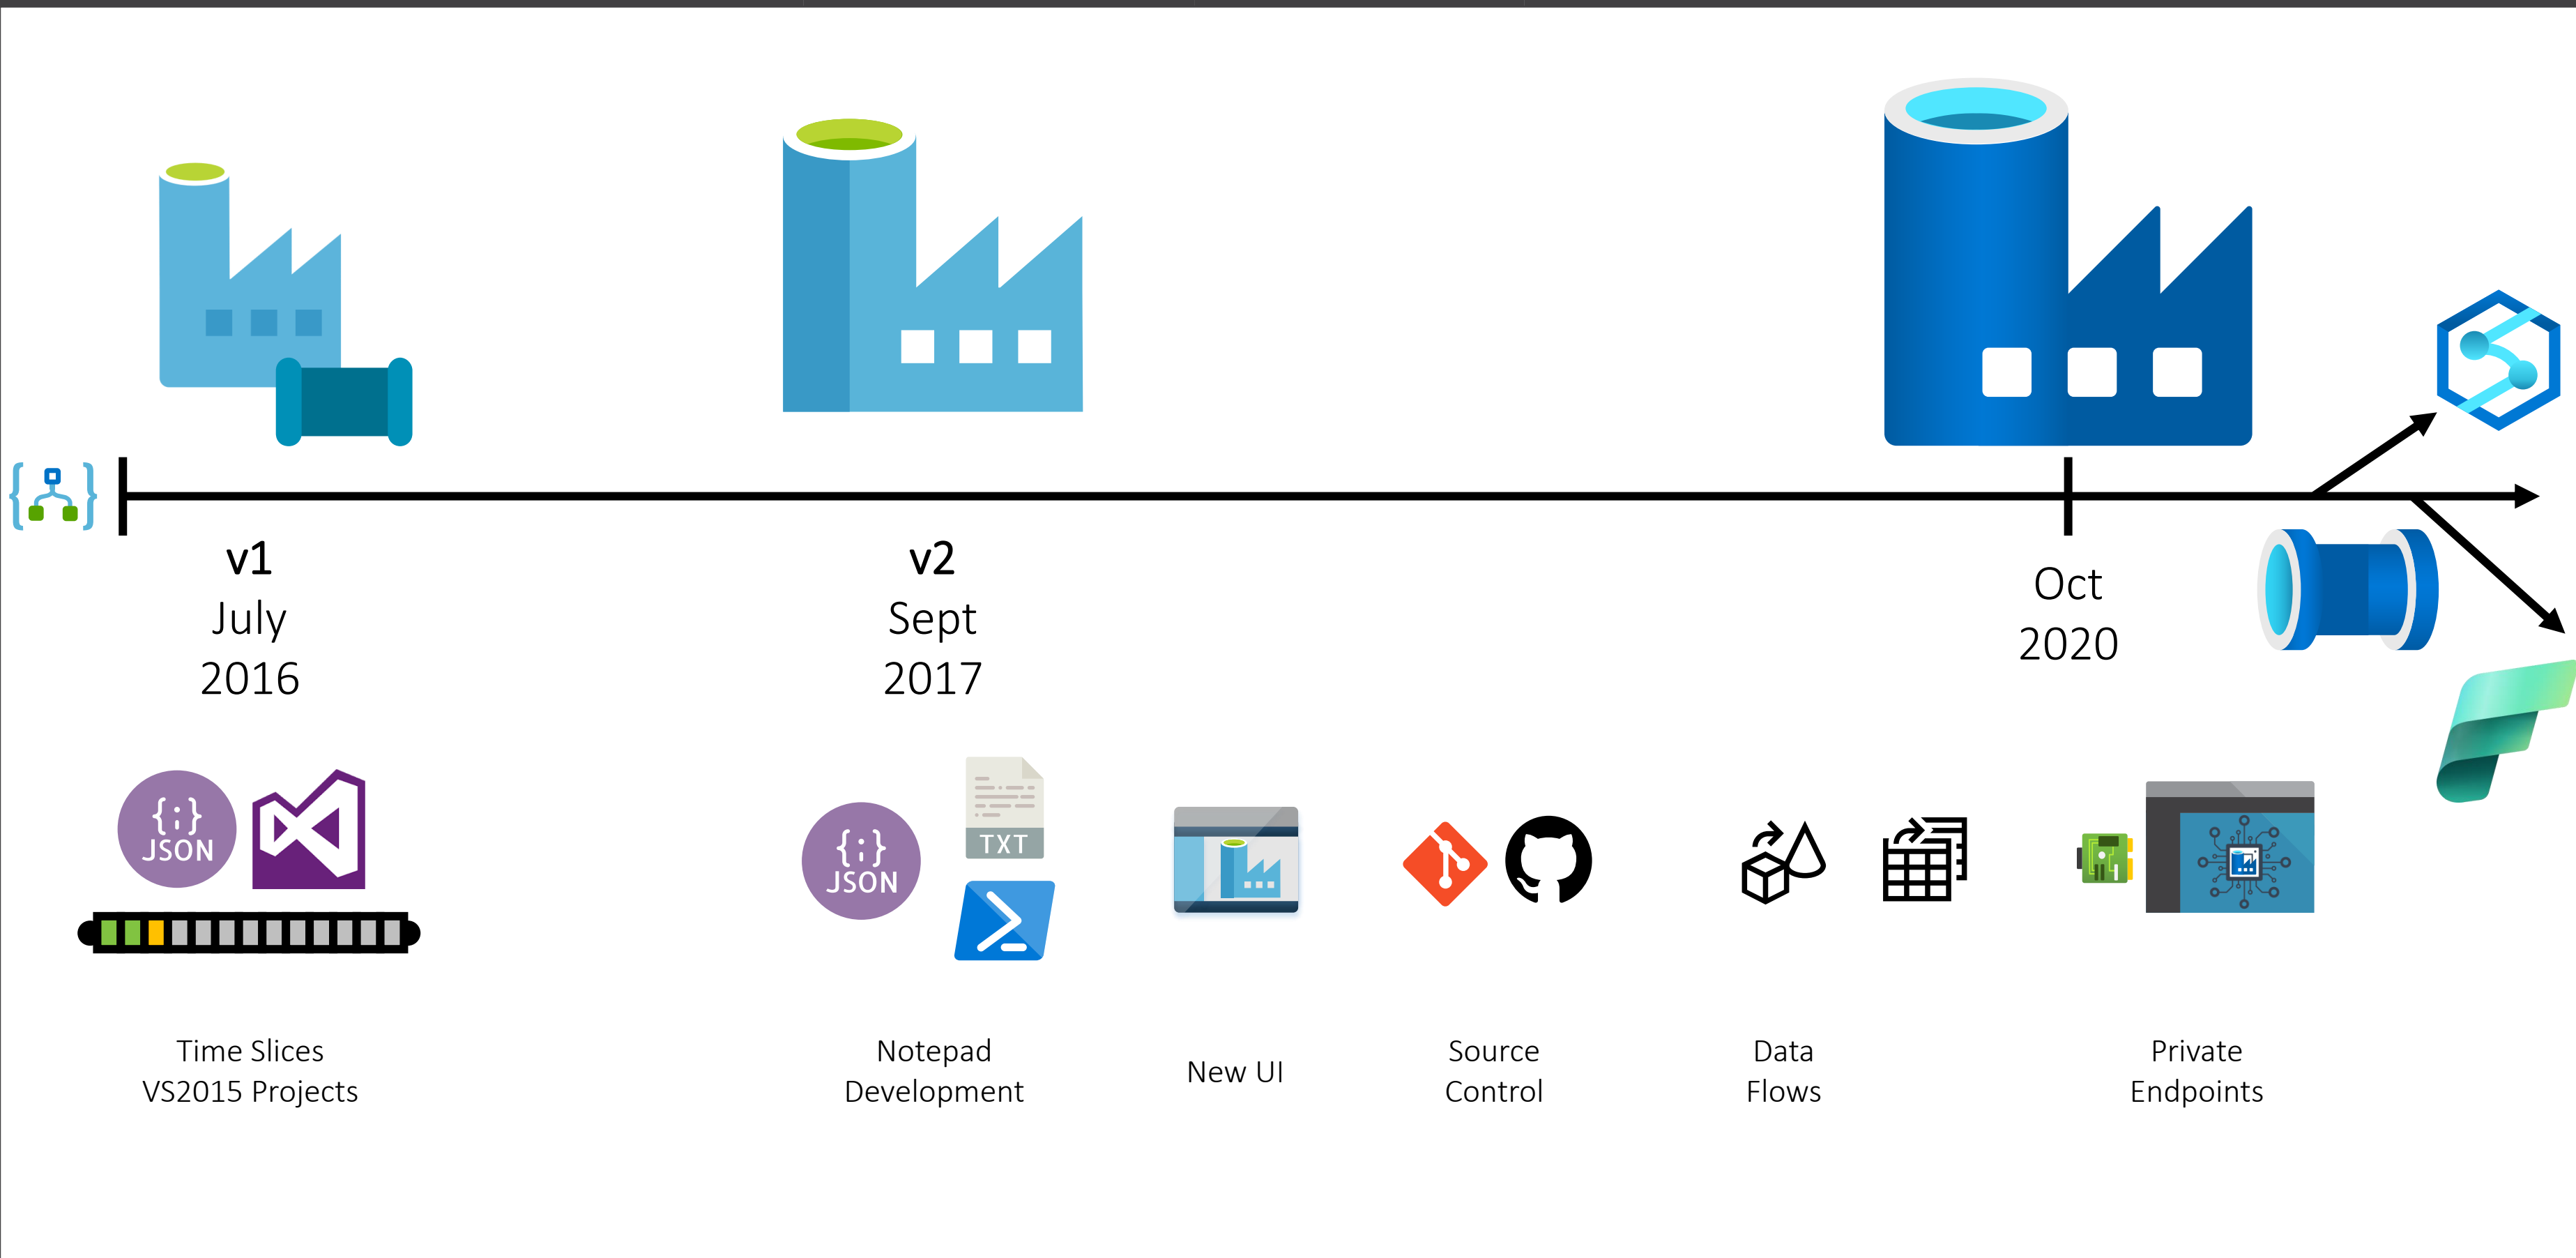 v1
July
2016
v2
Sept
2017
Oct
2020
{;}
JSON
{;}
JSON
TXT
Time Slices
VS2015 Projects
Notepad
Development
New UI
Source
Control
Data
Flows
Private
Endpoints